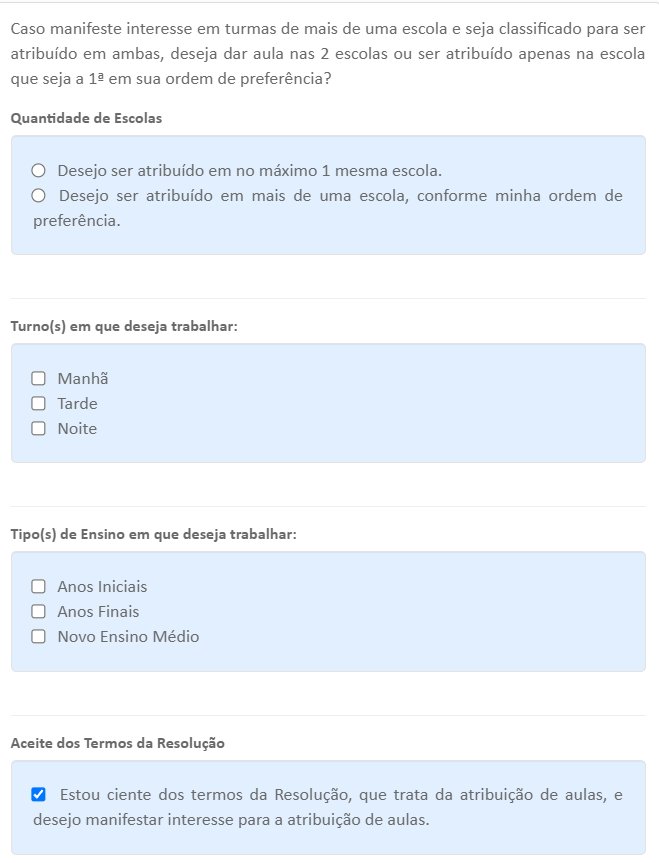 Caso manifeste interesse em turmas de mais de uma escola e seja classificado para ser
atribuído em ambas, deseja dar aula nas 2 escolas ou ser atribuído apenas na escola
que seja a 1ª em sua ordem de preferência?
Quantidade de Escolas
Desejo ser atribuído em no máximo 1 mesma escola.
Desejo ser atribuído em mais de uma escola, conforme minha ordem de
preferência.
Turno(s) em que deseja trabalhar:
Manhã
Tarde
Noite
Tipo(s) de Ensino em que deseja trabalhar:
Anos Iniciais
Anos Finais
Novo Ensino Médio
Aceite dos Termos da Resolução
Estou ciente dos termos da Resolução, que trata da atribuição de aulas, e
desejo manifestar interesse para a atribuição de aulas.